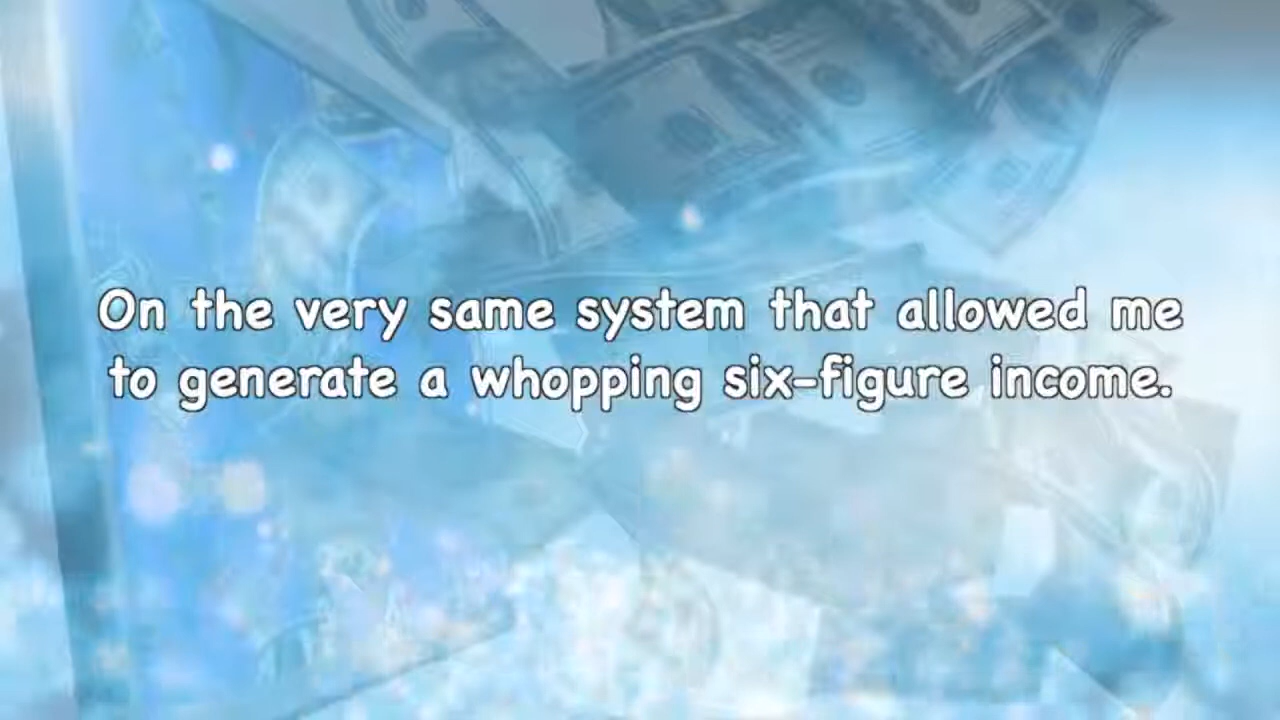 On the very same system that allowed me
to generate a whopping six-figure income.